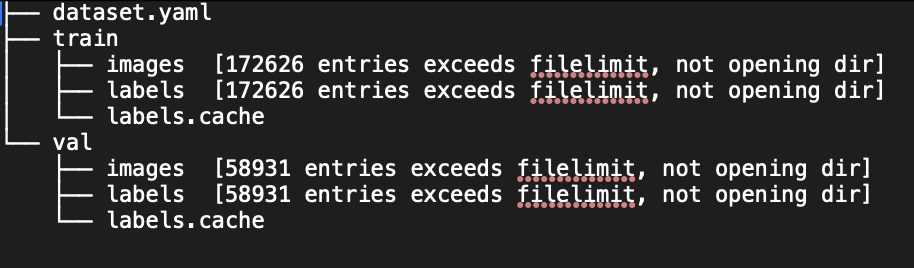 ├── dataset.yaml
├── train
│   ├── images  [172626 entries exceeds filelimit, not opening dir]
│   ├── labels  [172626 entries exceeds filelimit, not opening dir]
│   └── labels.cache
└── val
    ├── images  [58931 entries exceeds filelimit, not opening dir]
    ├── labels  [58931 entries exceeds filelimit, not opening dir]
    └── labels.cache